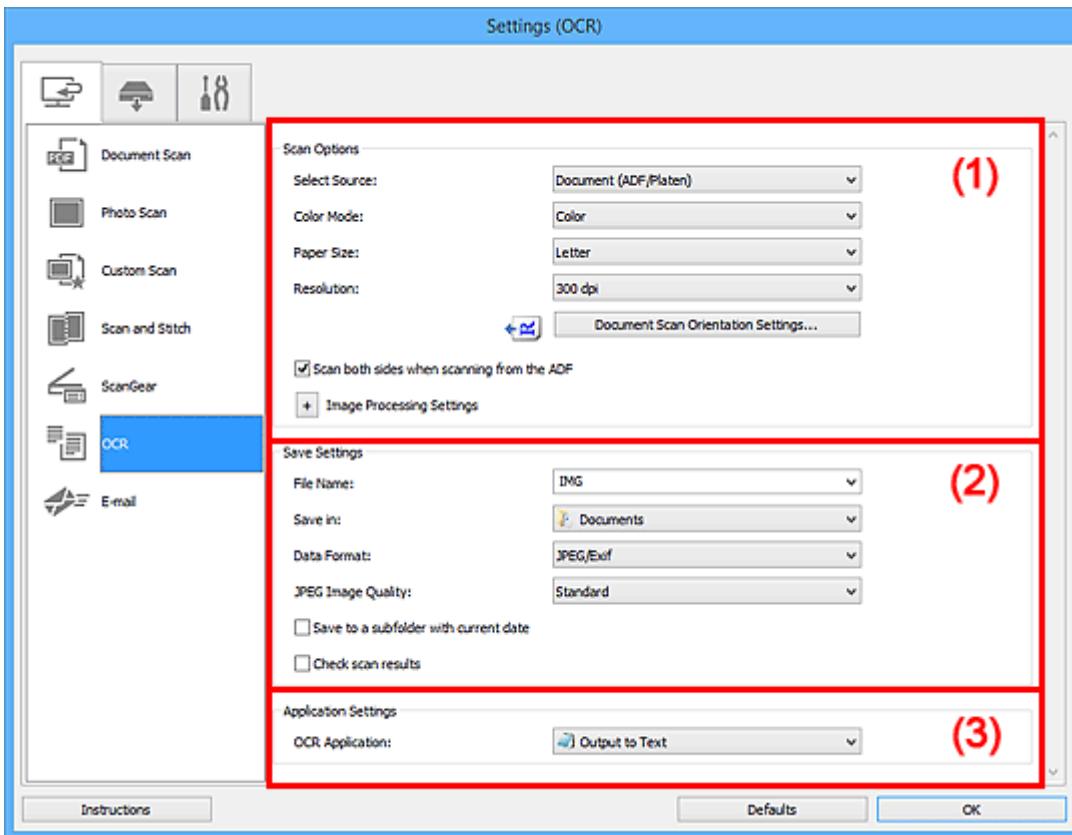 Settings (OCR)
Document Scan
Photo Scan
Custom Scan
Scan and Stitch
ScanGear
OCR
E-mail
Scan Options
(1)
Select Source: Document (ADF/Platen)
Color Mode: Color
Paper Size: Letter
Resolution: 300 dpi
Document Scan Orientation Settings...
Scan both sides when scanning from the ADF
+ Image Processing Settings
Save Settings
(2)
File Name: IMG
Save in: Documents
Data Format: JPEG/Exif
JPEG Image Quality: Standard
Save to a subfolder with current date
Check scan results
Application Settings
(3)
OCR Application: Output to Text
Instructions Defaults OK